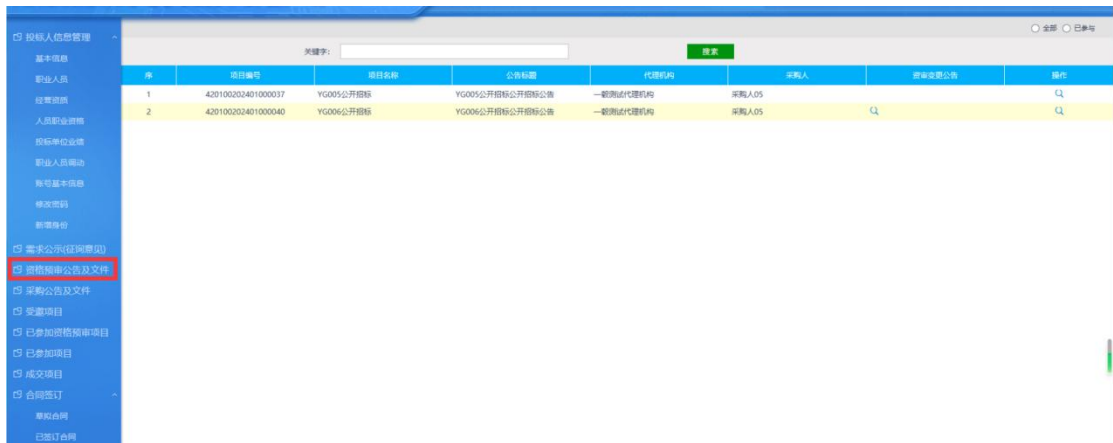 投标人信息管理
基本信息
职业人员
经营资质
人员职业资格
投标单位业绩
职业人员调动
账号基本信息
修改密码
新增身份
需求公示(征询意见)
资格预审公告及文件
采购公告及文件
受邀项目
已参加资格预审项目
已参加项目
成交项目
合同签订
草拟合同
已签订合同
全部 已参与
关键字: 搜索
序 项目编号 项目名称 公告标题 代理机构 采购人 资审变更公告 操作
1 420100202401000037 YG005公开招标 YG005公开招标公开招标公告 一般测试代理机构 采购人05
2 420100202401000040 YG006公开招标 YG006公开招标公开招标公告 一般测试代理机构 采购人05